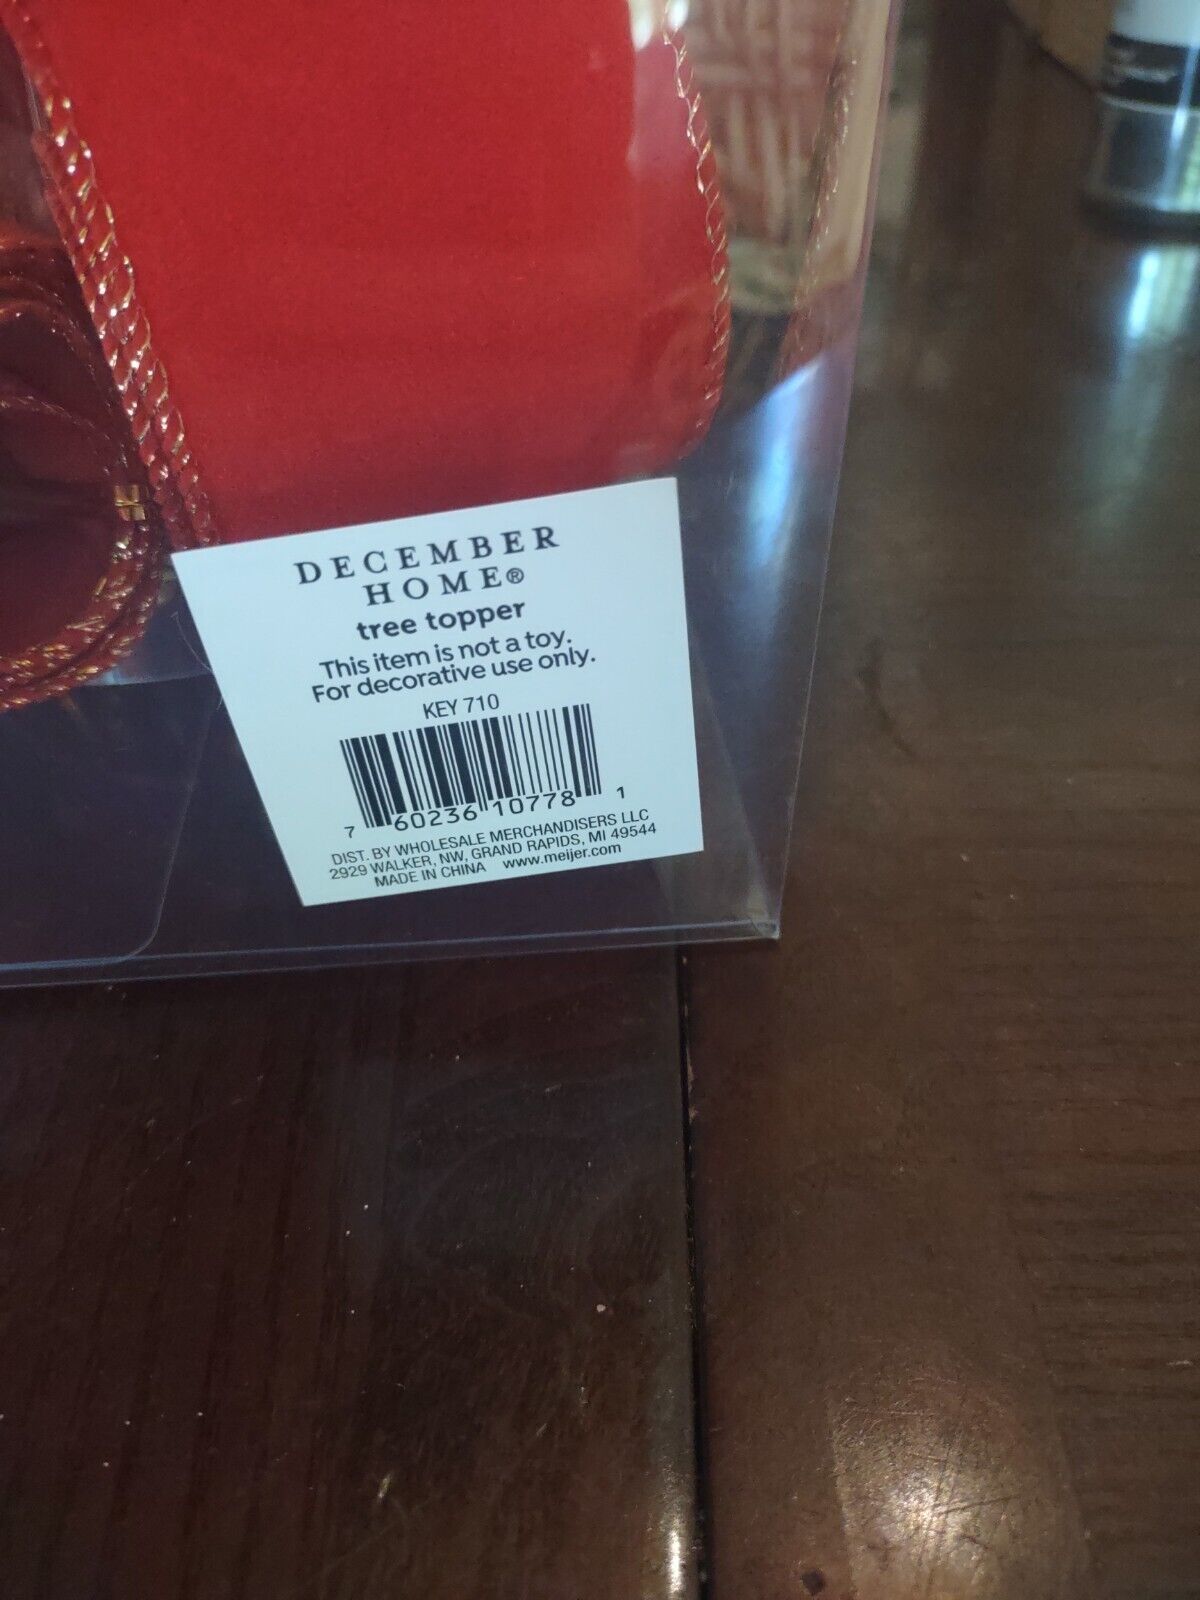 DECEMBER
HOME®
tree topper
This item is not a toy.
For decorative use only.
KEY 710
7 60236 10778 1
DIST. BY WHOLESALE MERCHANDISERS LLC
2929 WALKER, NW, GRAND RAPIDS, MI 49544
MADE IN CHINA www.meijer.com